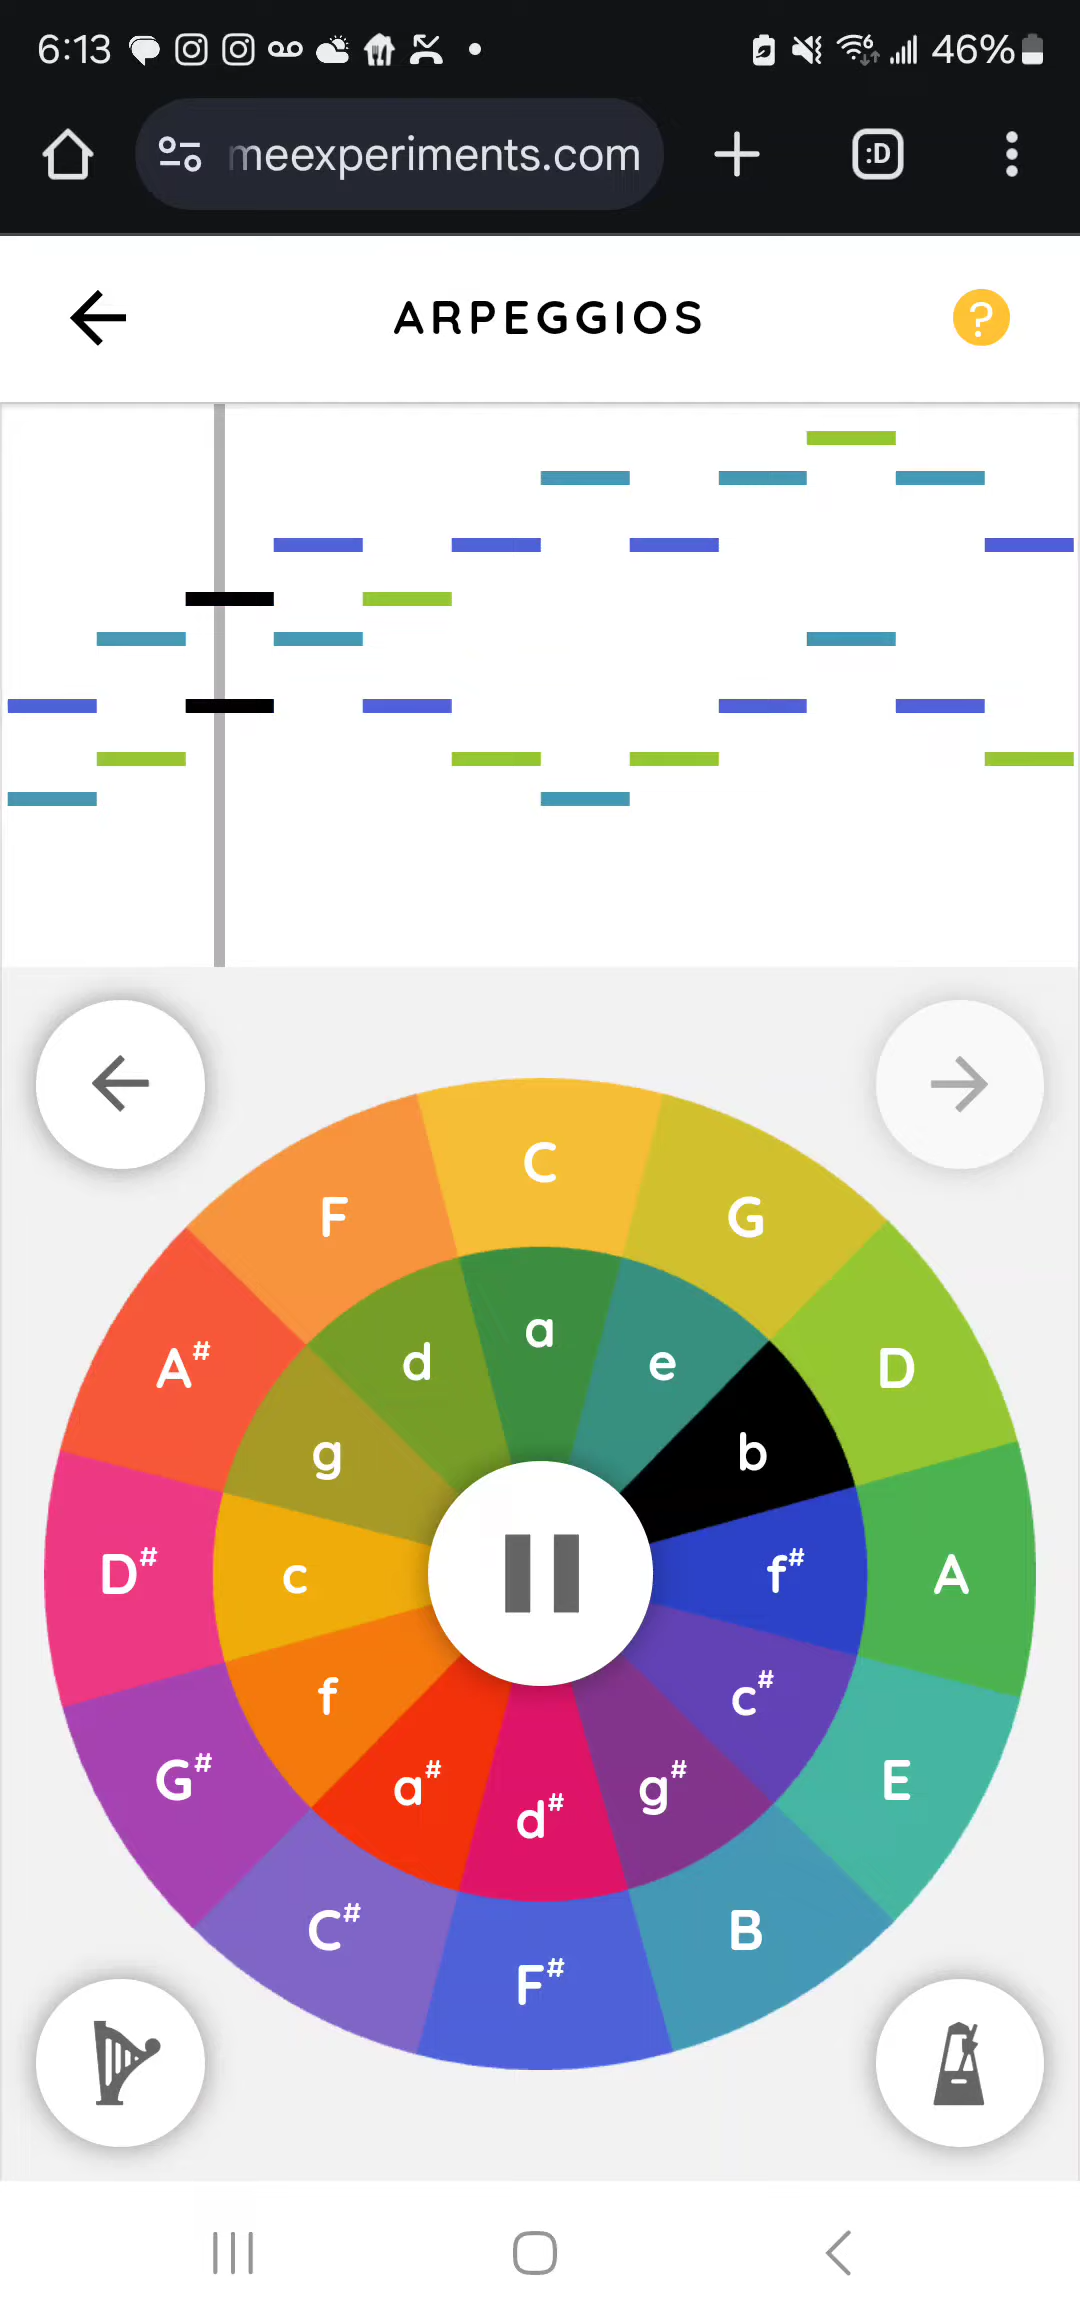 6:13 46%
meexperiments.com :D
ARPEGGIOS ?
C
F G
a
d e
A# D
g b
D# c f# A
f c#
G# a# g# E
d#
C# B
F#